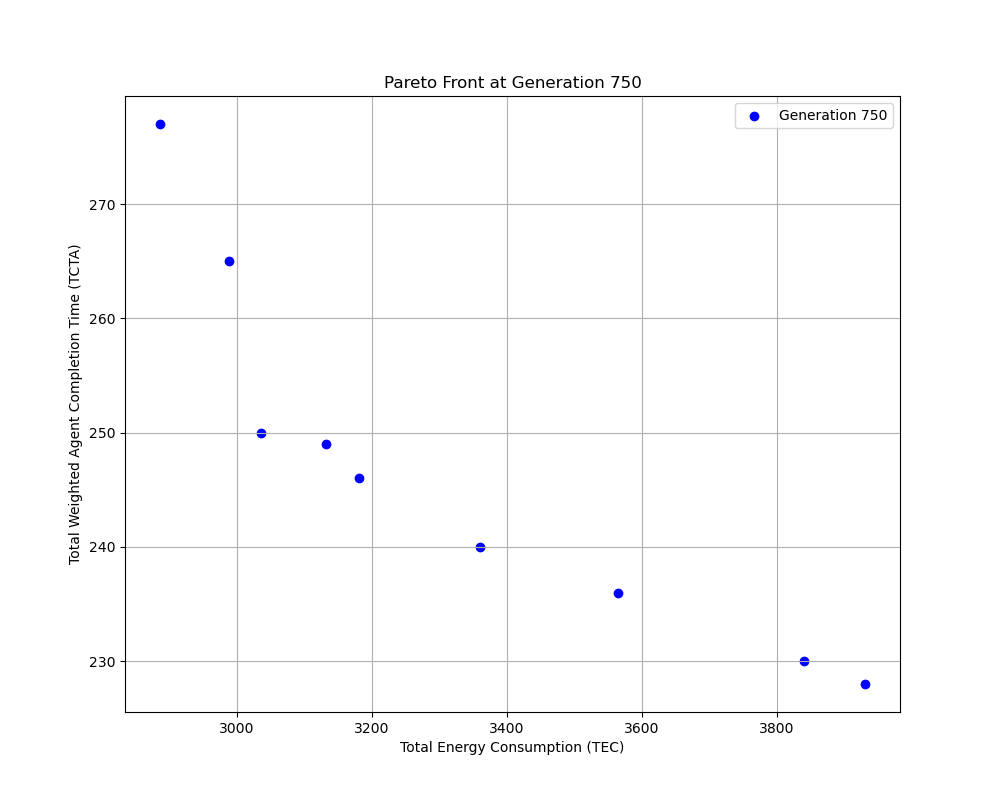 Pareto Front at Generation 750
Generation 750
Total Weighted Agent Completion Time (TCTA)
270
260
250
240
230
3000
3200
3400
3600
3800
Total Energy Consumption (TEC)